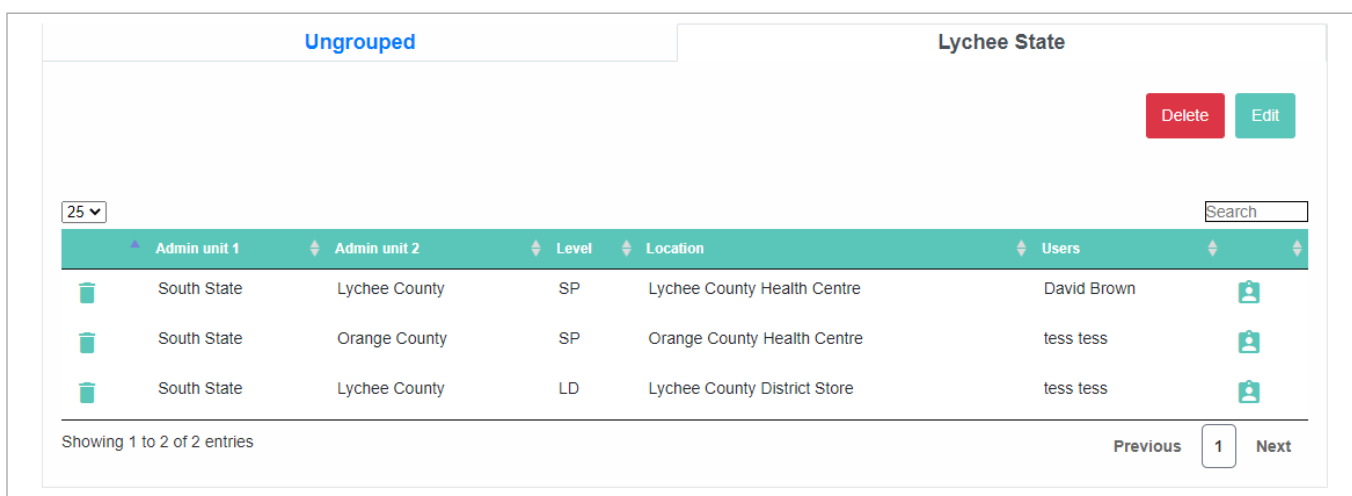 Ungrouped Lychee State
Delete Edit
25 Search
Admin unit 1 Admin unit 2 Level Location Users
South State Lychee County SP Lychee County Health Centre David Brown
South State Orange County SP Orange County Health Centre tess tess
South State Lychee County LD Lychee County District Store tess tess
Showing 1 to 2 of 2 entries Previous 1 Next